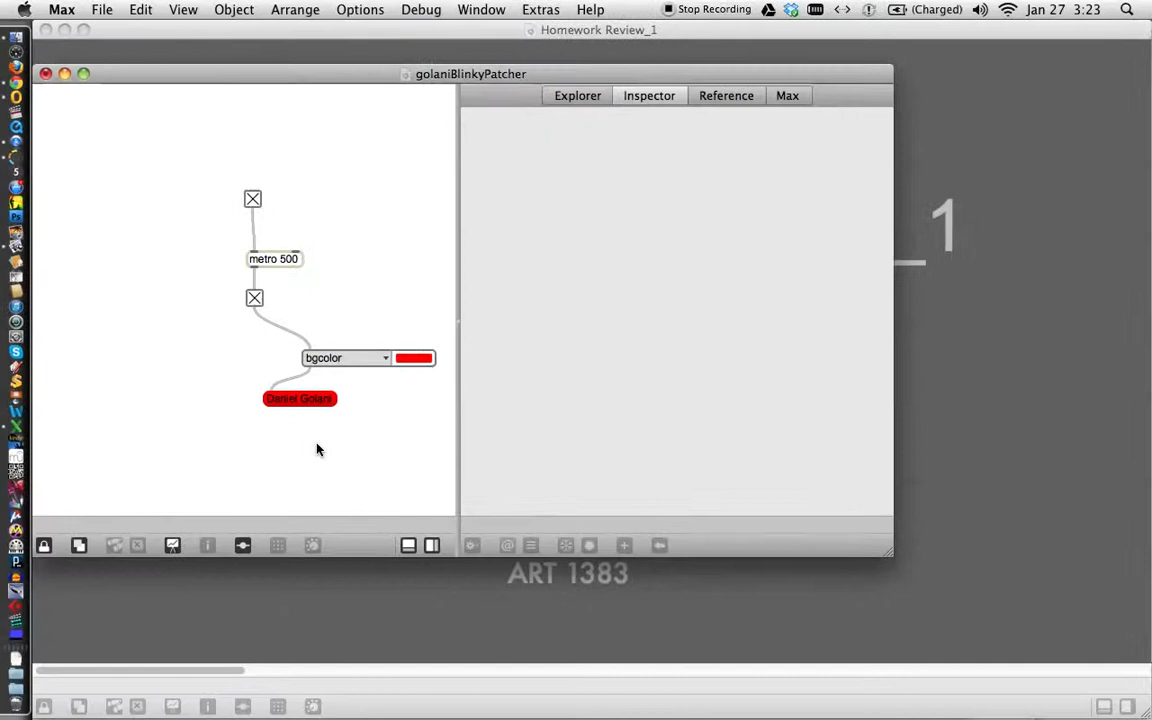 Max File Edit View Object Arrange Options Debug Window Extras Help Stop Recording (Charged) Jan 27 3:23
Homework Review_1
golaniBlinkyPatcher
Explorer Inspector Reference Max
metro 500
bgcolor
Daniel Golani
_1
ART 1383